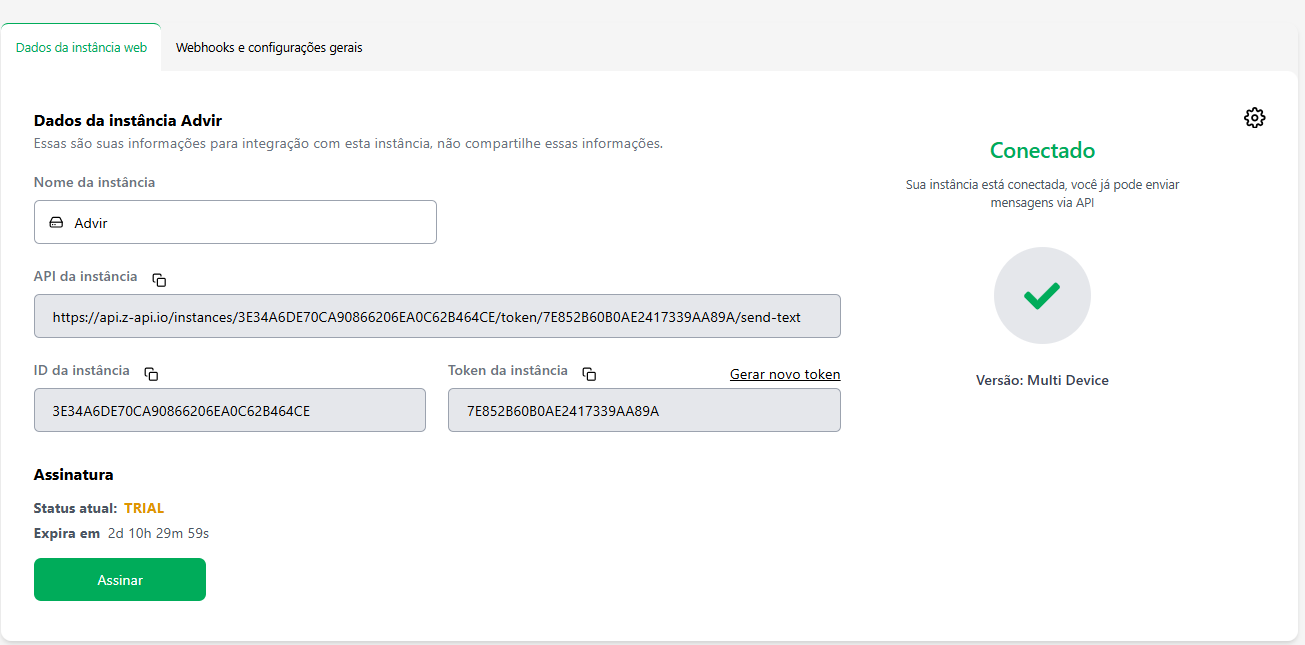 Dados da instância web
Webhooks e configurações gerais
Dados da instância Advir
Essas são suas informações para integração com esta instância, não compartilhe essas informações.
Nome da instância
Advir
API da instância
https://api.z-api.io/instances/3E34A6DE70CA90866206EA0C62B464CE/token/7E852B60B0AE2417339AA89A/send-text
ID da instância
3E34A6DE70CA90866206EA0C62B464CE
Token da instância
Gerar novo token
7E852B60B0AE2417339AA89A
Assinatura
Status atual: TRIAL
Expira em 2d 10h 29m 59s
Assinar
Conectado
Sua instância está conectada, você já pode enviar
mensagens via API
Versão: Multi Device